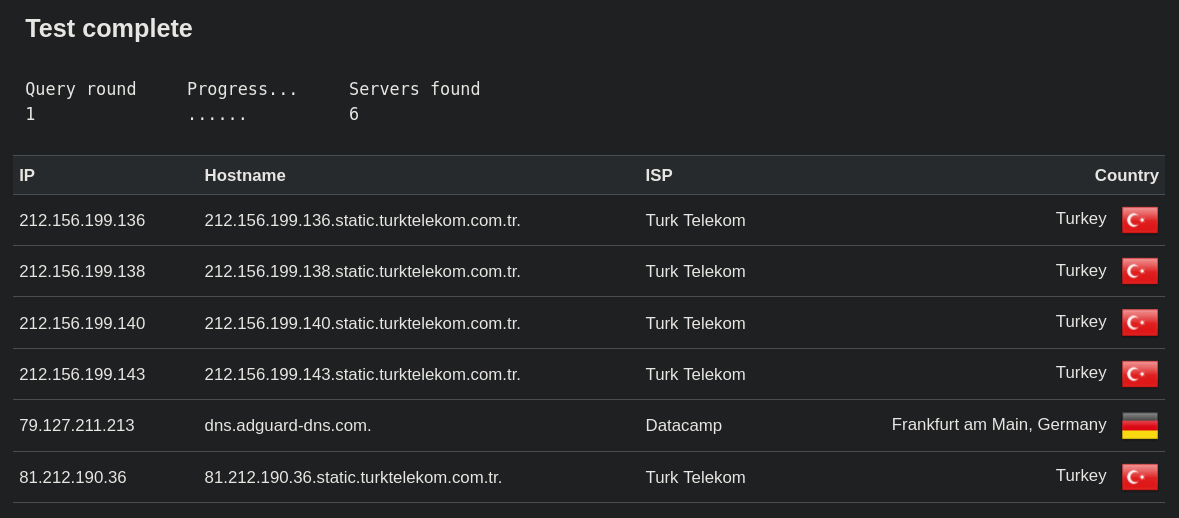 Test complete
Query round Progress... Servers found
1 ...... 6
IP Hostname ISP Country
212.156.199.136 212.156.199.136.static.turktelekom.com.tr. Turk Telekom Turkey
212.156.199.138 212.156.199.138.static.turktelekom.com.tr. Turk Telekom Turkey
212.156.199.140 212.156.199.140.static.turktelekom.com.tr. Turk Telekom Turkey
212.156.199.143 212.156.199.143.static.turktelekom.com.tr. Turk Telekom Turkey
79.127.211.213 dns.adguard-dns.com. Datacamp Frankfurt am Main, Germany
81.212.190.36 81.212.190.36.static.turktelekom.com.tr. Turk Telekom Turkey